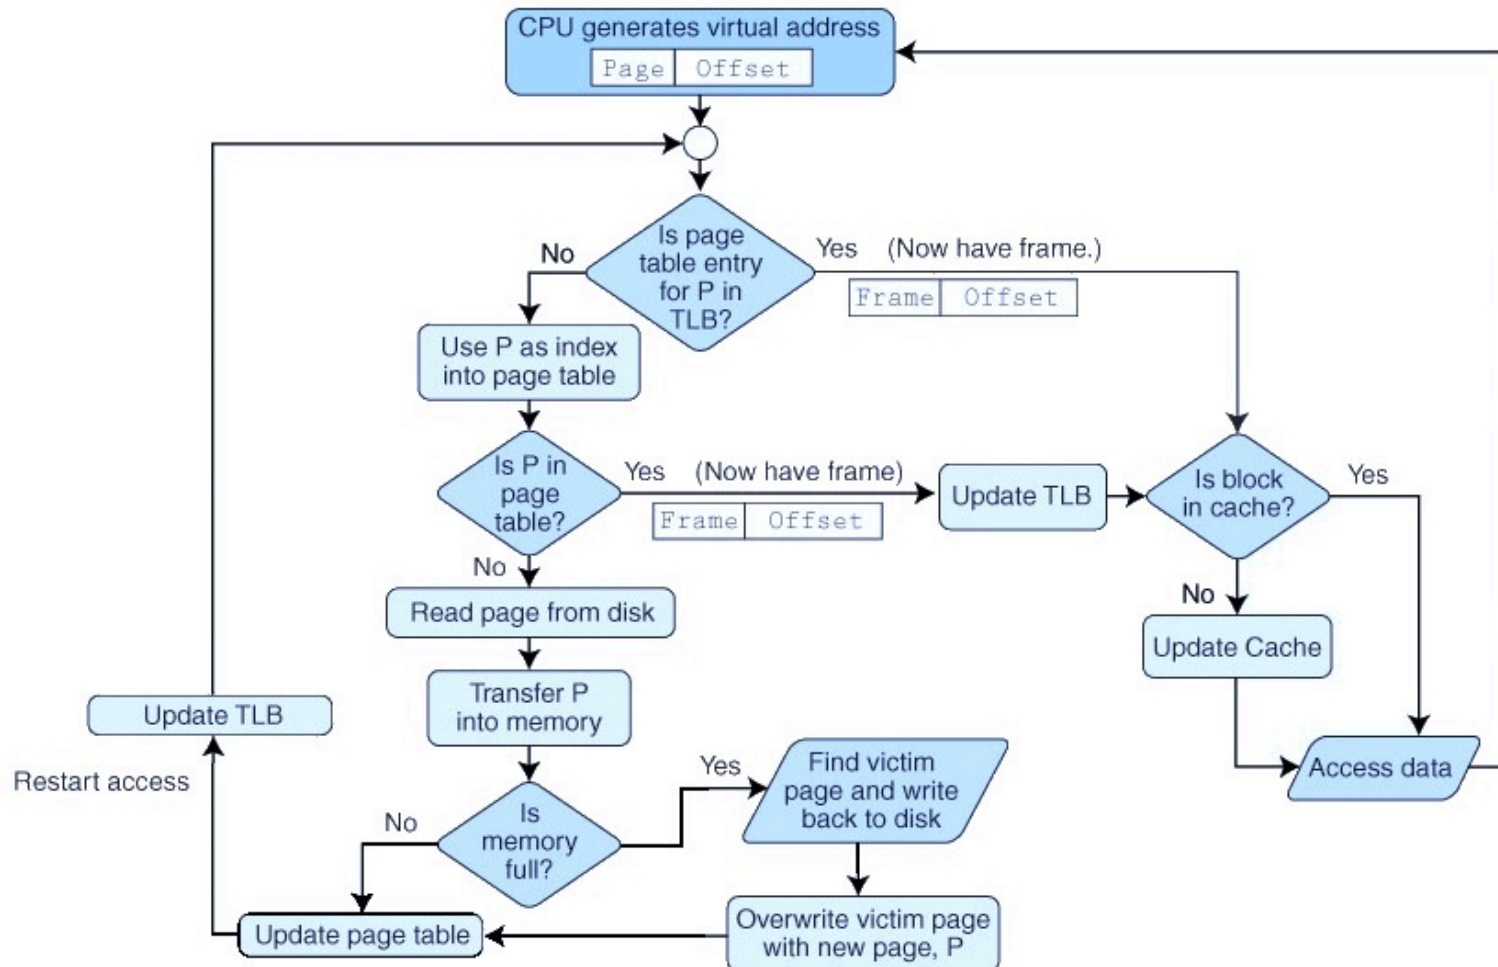 CPU generates virtual address
Page Offset
Is page
table entry
for P in
TLB?
No
Yes (Now have frame.)
Frame Offset
Use P as index
into page table
Is P in
page
table?
Yes (Now have frame)
Frame Offset
Update TLB
Is block
in cache?
Yes
No
Read page from disk
No
Update Cache
Transfer P
into memory
Update TLB
Restart access
Access data
Is
memory
full?
Yes
No
Find victim
page and write
back to disk
Overwrite victim page
with new page, P
Update page table